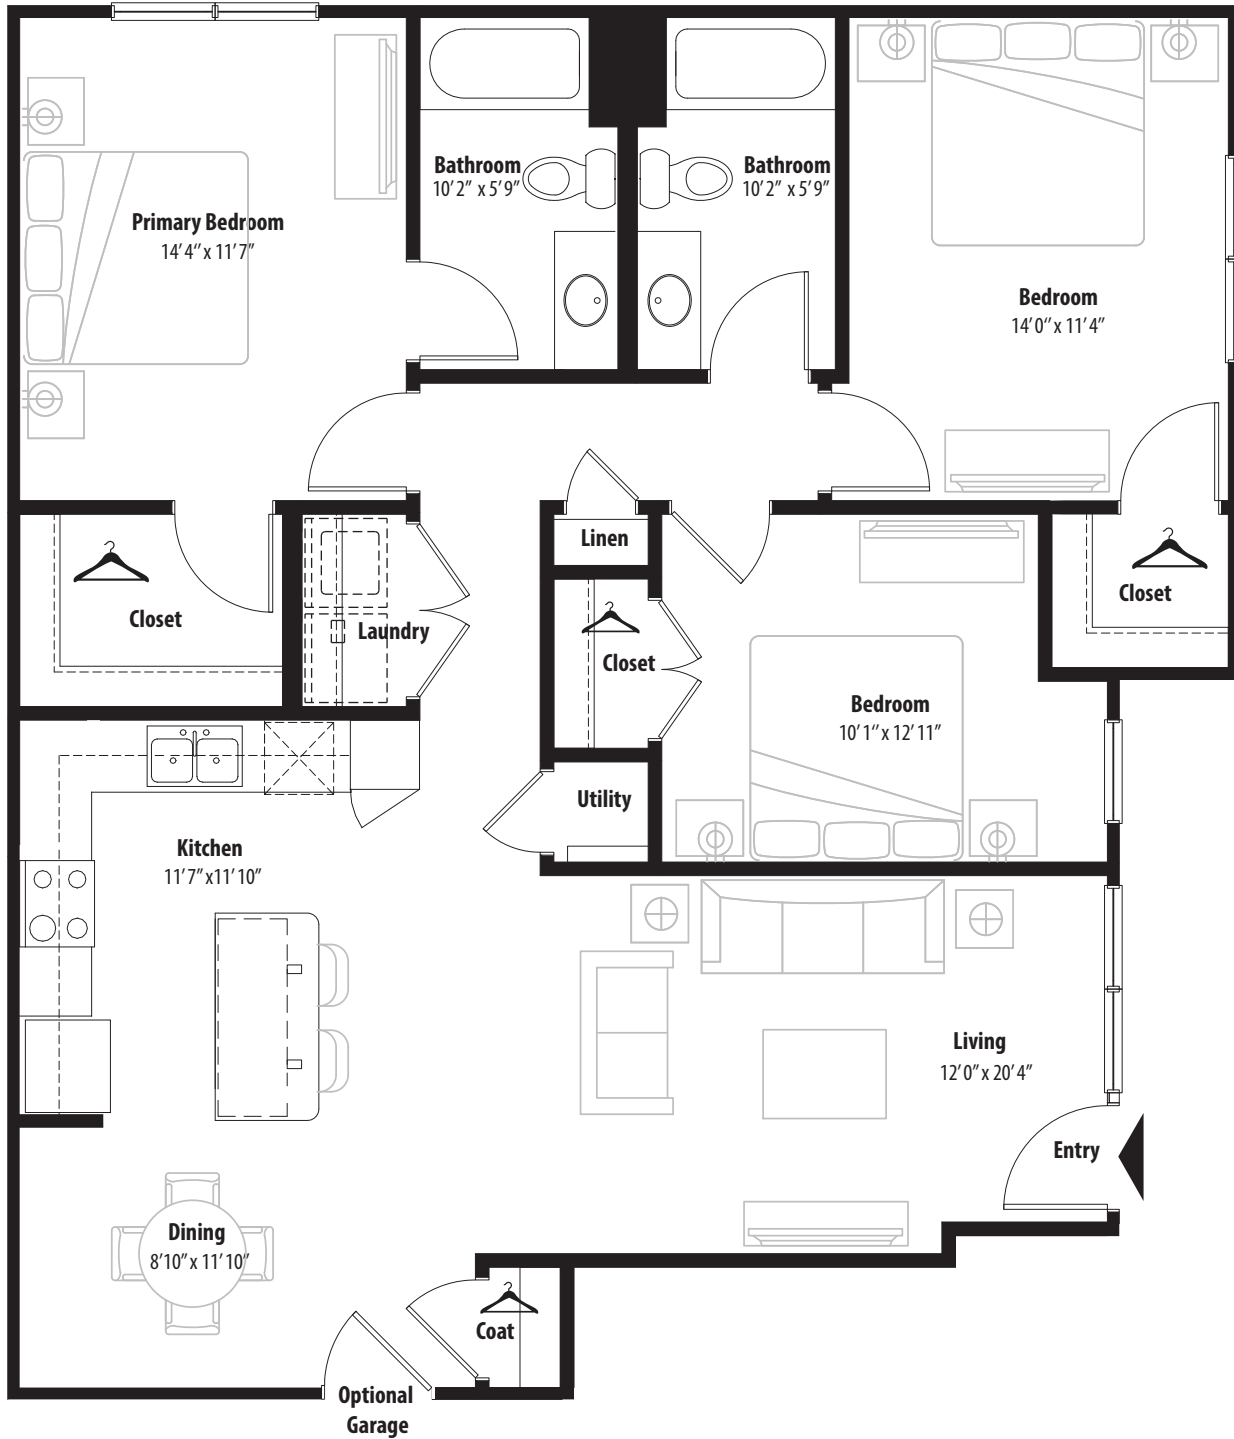 Bathroom
10'2" x 5'9"
Bathroom
10'2" x 5'9"
Primary Bedroom
14'4" x 11'7"
Bedroom
14'0" x 11'4"
Linen
Closet
Closet
Laundry
Closet
Bedroom
10'1" x 12'11"
Utility
Kitchen
11'7" x11'10"
Living
12'0" x 20'4"
Entry
Dining
8'10" x 11'10"
Coat
Optional
Garage